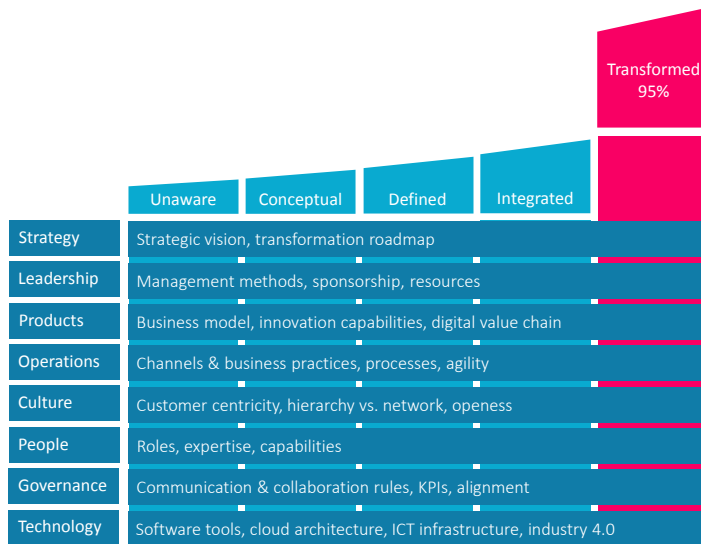 Transformed
95%
Unaware
Conceptual
Defined
Integrated
Strategy
Strategic vision, transformation roadmap
Leadership
Management methods, sponsorship, resources
Products
Business model, innovation capabilities, digital value chain
Operations
Channels & business practices, processes, agility
Culture
Customer centricity, hierarchy vs. network, openess
People
Roles, expertise, capabilities
Governance
Communication & collaboration rules, KPIs, alignment
Technology
Software tools, cloud architecture, ICT infrastructure, industry 4.0